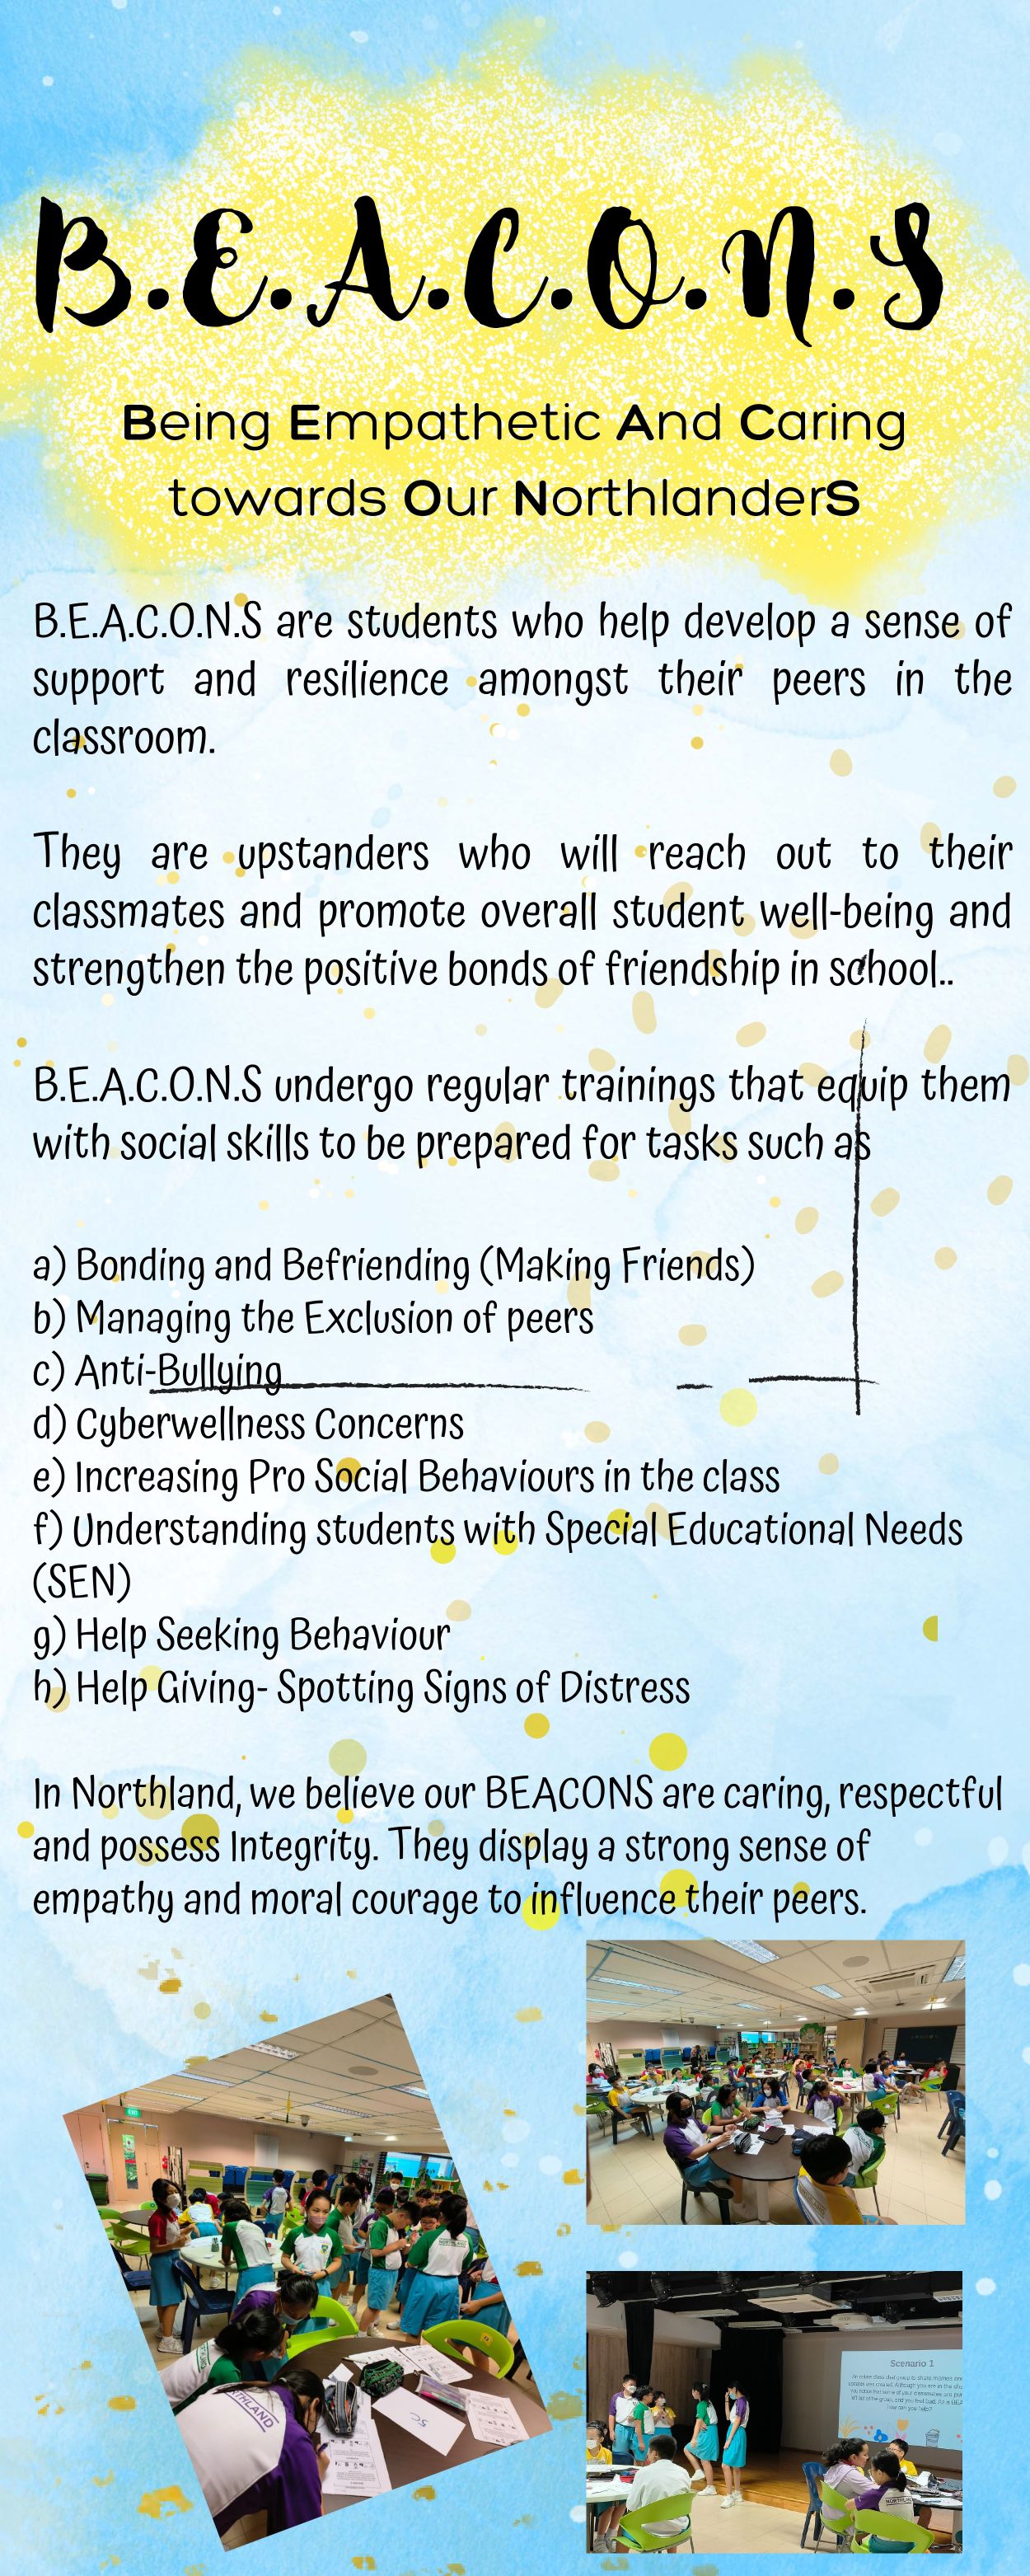 B.E.A.C.O.N.S
Being Empathetic And Caring
towards Our NorthlanderS
B.E.A.C.O.N.S are students who help develop a sense of
support and resilience amongst their peers in the
classroom.
They are upstanders who will reach out to their
classmates and promote overall student well-being and
strengthen the positive bonds of friendship in school..
B.E.A.C.O.N.S undergo regular trainings that equip them
with social skills to be prepared for tasks such as
a) Bonding and Befriending (Making Friends)
b) Managing the Exclusion of peers
c) Anti-Bullying
d) Cyberwellness Concerns
e) Increasing Pro Social Behaviours in the class
f) Understanding students with Special Educational Needs
(SEN)
g) Help Seeking Behaviour
h) Help Giving- Spotting Signs of Distress
In Northland, we believe our BEACONS are caring, respectful
and possess Integrity. They display a strong sense of
empathy and moral courage to influence their peers.
EXIT
NORTHLAND
5C
Scenario 1
how can you help?